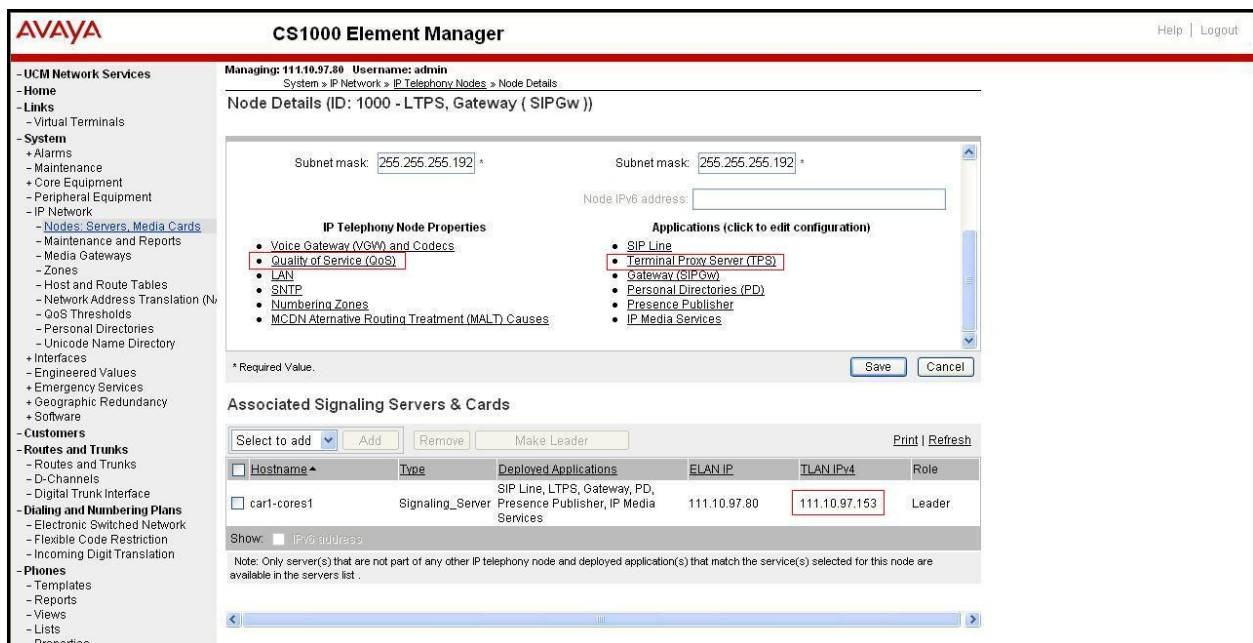 AVAYA
CS1000 Element Manager
Help | Logout
- UCM Network Services
- Home
- Links
- Virtual Terminals
- System
+ Alarms
- Maintenance
+ Core Equipment
- Peripheral Equipment
- IP Network
- Nodes: Servers, Media Cards
- Maintenance and Reports
- Media Gateways
- Zones
- Host and Route Tables
- Network Address Translation (N
- QoS Thresholds
- Personal Directories
- Unicode Name Directory
+ Interfaces
- Engineered Values
+ Emergency Services
+ Geographic Redundancy
+ Software
- Customers
- Routes and Trunks
- Routes and Trunks
- D-Channels
- Digital Trunk Interface
- Dialing and Numbering Plans
- Electronic Switched Network
- Flexible Code Restriction
- Incoming Digit Translation
- Phones
- Templates
- Reports
- Views
- Lists
Managing: 111.10.97.80 Username: admin
System » IP Network » IP Telephony Nodes » Node Details
Node Details (ID: 1000 - LTPS, Gateway ( SIPGw ))
Subnet mask: 255.255.255.192 *
Subnet mask: 255.255.255.192 *
Node IPv6 address:
IP Telephony Node Properties
• Voice Gateway (VGW) and Codecs
• Quality of Service (QoS)
• LAN
• SNTP
• Numbering Zones
• MCDN Aternative Routing Treatment (MALT) Causes
Applications (click to edit configuration)
• SIP Line
• Terminal Proxy Server (TPS)
• Gateway (SIPGw)
• Personal Directories (PD)
• Presence Publisher
• IP Media Services
* Required Value.
Save Cancel
Associated Signaling Servers & Cards
Select to add Add Remove Make Leader Print | Refresh
Hostname Type Deployed Applications ELAN IP TLAN IPv4 Role
car1-cores1 Signaling_Server SIP Line, LTPS, Gateway, PD, Presence Publisher, IP Media Services 111.10.97.80 111.10.97.153 Leader
Show: IPv6 address
Note: Only server(s) that are not part of any other IP telephony node and deployed application(s) that match the service(s) selected for this node are
available in the servers list .